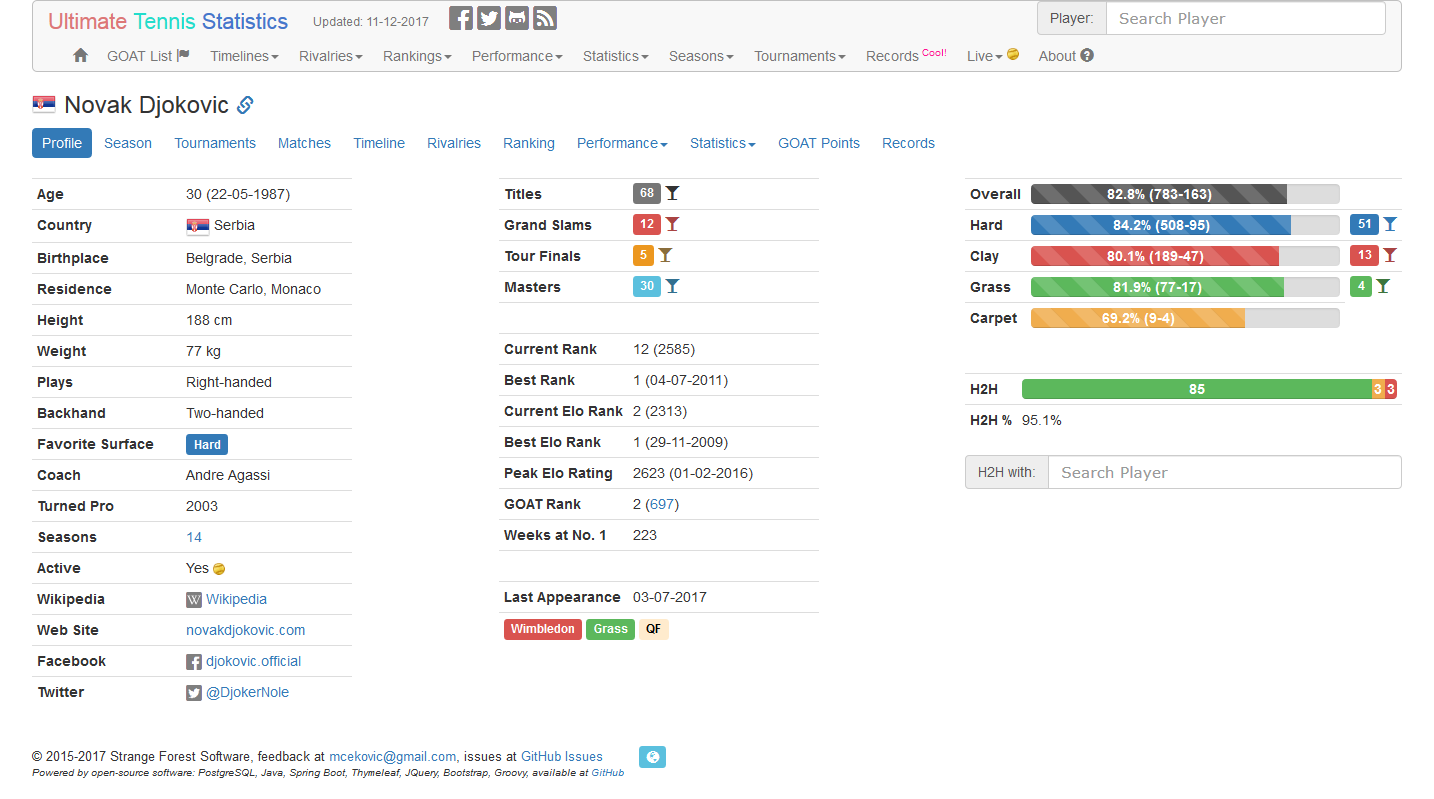 Ultimate Tennis Statistics Updated: 11-12-2017 Player: Search Player
GOAT List Timelines Rivalries Rankings Performance Statistics Seasons Tournaments Records Cool! Live About
Novak Djokovic
Profile Season Tournaments Matches Timeline Rivalries Ranking Performance Statistics GOAT Points Records
Age 30 (22-05-1987)
Country Serbia
Birthplace Belgrade, Serbia
Residence Monte Carlo, Monaco
Height 188 cm
Weight 77 kg
Plays Right-handed
Backhand Two-handed
Favorite Surface Hard
Coach Andre Agassi
Turned Pro 2003
Seasons 14
Active Yes
Wikipedia W Wikipedia
Web Site novakdjokovic.com
Facebook djokovic.official
Twitter @DjokerNole
Titles 68
Grand Slams 12
Tour Finals 5
Masters 30
Current Rank 12 (2585)
Best Rank 1 (04-07-2011)
Current Elo Rank 2 (2313)
Best Elo Rank 1 (29-11-2009)
Peak Elo Rating 2623 (01-02-2016)
GOAT Rank 2 (697)
Weeks at No. 1 223
Last Appearance 03-07-2017
Wimbledon Grass QF
Overall 82.8% (783-163)
Hard 84.2% (508-95) 51
Clay 80.1% (189-47) 13
Grass 81.9% (77-17) 4
Carpet 69.2% (9-4)
H2H 85 3 3
H2H % 95.1%
H2H with: Search Player
© 2015-2017 Strange Forest Software, feedback at mcekovic@gmail.com, issues at GitHub Issues
Powered by open-source software: PostgreSQL, Java, Spring Boot, Thymeleaf, JQuery, Bootstrap, Groovy, available at GitHub